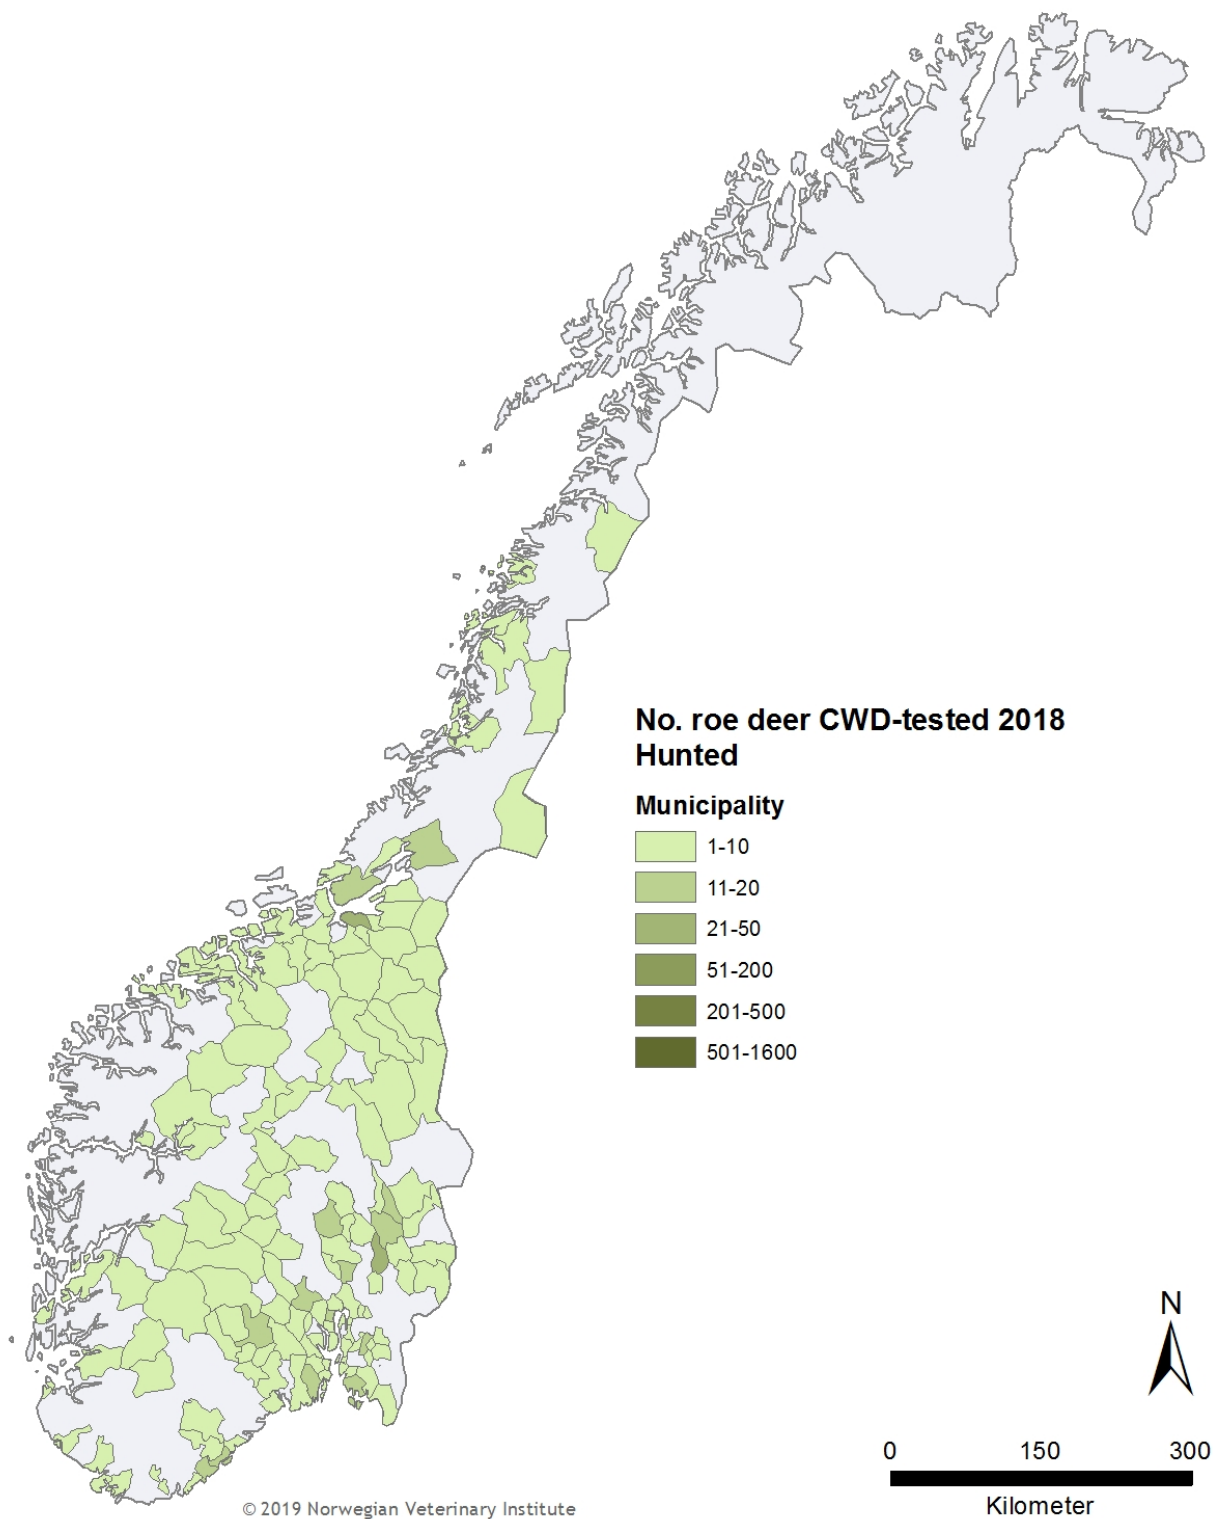 No. roe deer CWD-tested 2018
Hunted
Municipality
1-10
11-20
21-50
51-200
201-500
501-1600
N
0 150 300
Kilometer
© 2019 Norwegian Veterinary Institute